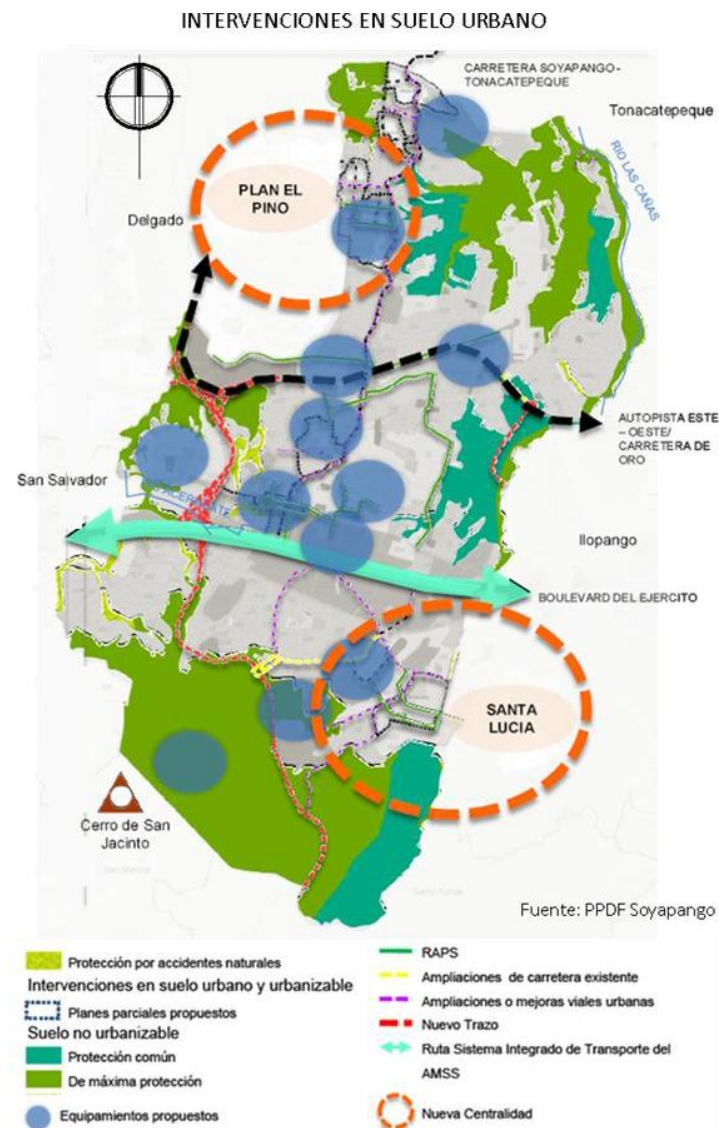 INTERVENCIONES EN SUELO URBANO
CARRETERA SOYAPANGO-
TONACATEPEQUE
Tonacatepeque
RIO LAS CAÑAS
PLAN EL
PINO
Delgado
AUTOPISTA ESTE
– OESTE/
CARRETERA DE
ORO
San Salvador
Ilopango
BOULEVARD DEL EJERCITO
SANTA
LUCIA
Cerro de San
Jacinto
Fuente: PPDF Soyapango
Protección por accidentes naturales
Intervenciones en suelo urbano y urbanizable
Planes parciales propuestos
Suelo no urbanizable
Protección común
De máxima protección
Equipamientos propuestos
RAPS
Ampliaciones de carretera existente
Ampliaciones o mejoras viales urbanas
Nuevo Trazo
Ruta Sistema Integrado de Transporte del
AMSS
Nueva Centralidad